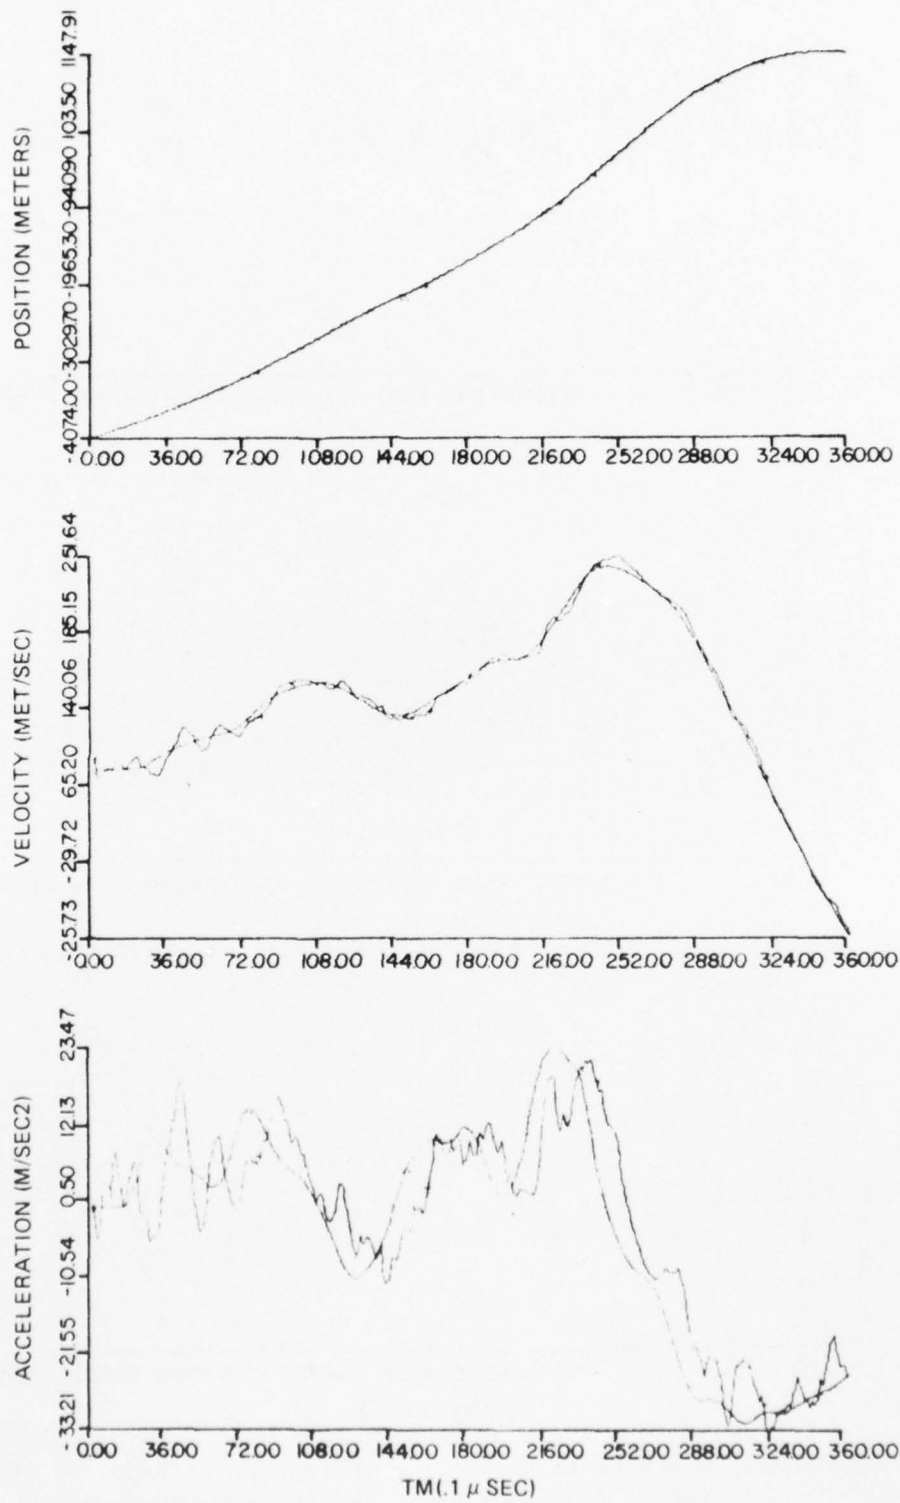 POSITION (METERS)
1147.91
103.50
-940.90
-1965.30
-3029.70
-4074.00
0.00 36.00 72.00 108.00 144.00 180.00 216.00 252.00 288.00 324.00 360.00
VELOCITY (MET/SEC)
251.64
185.15
140.06
65.20
-29.72
-25.73
0.00 36.00 72.00 108.00 144.00 180.00 216.00 252.00 288.00 324.00 360.00
ACCELERATION (M/SEC2)
23.47
12.13
0.50
-10.54
-21.55
-33.21
0.00 36.00 72.00 108.00 144.00 180.00 216.00 252.00 288.00 324.00 360.00
TM(.1 μ SEC)